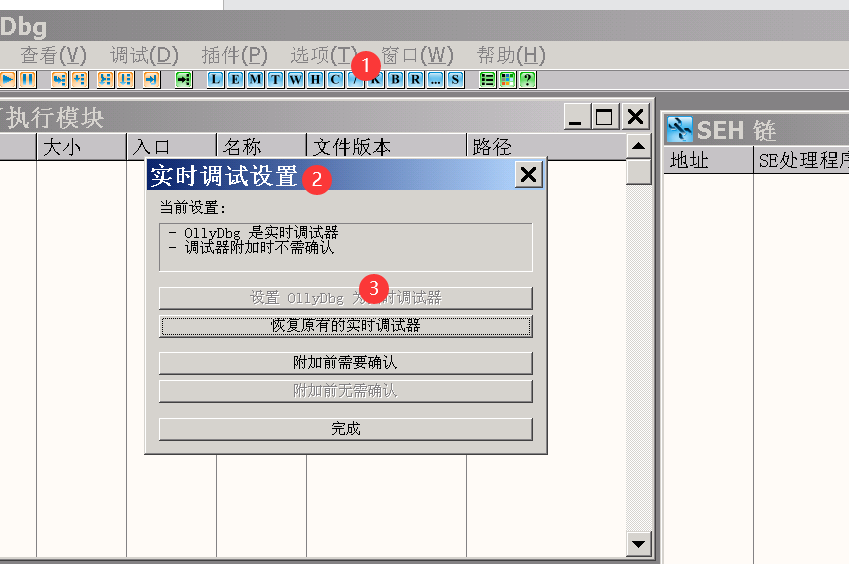 Dbg
查看(V) 调试(D) 插件(P) 选项(T) 窗口(W) 帮助(H)
1
L E M T W H C / K B R ... S ?
执行模块
大小 入口 名称 文件版本 路径
SEH 链
地址 SE处理程序
实时调试设置 2
当前设置:
- OllyDbg 是实时调试器
- 调试器附加时不需确认
3
设置 OllyDbg 为实时调试器
恢复原有的实时调试器
附加前需要确认
附加前无需确认
完成